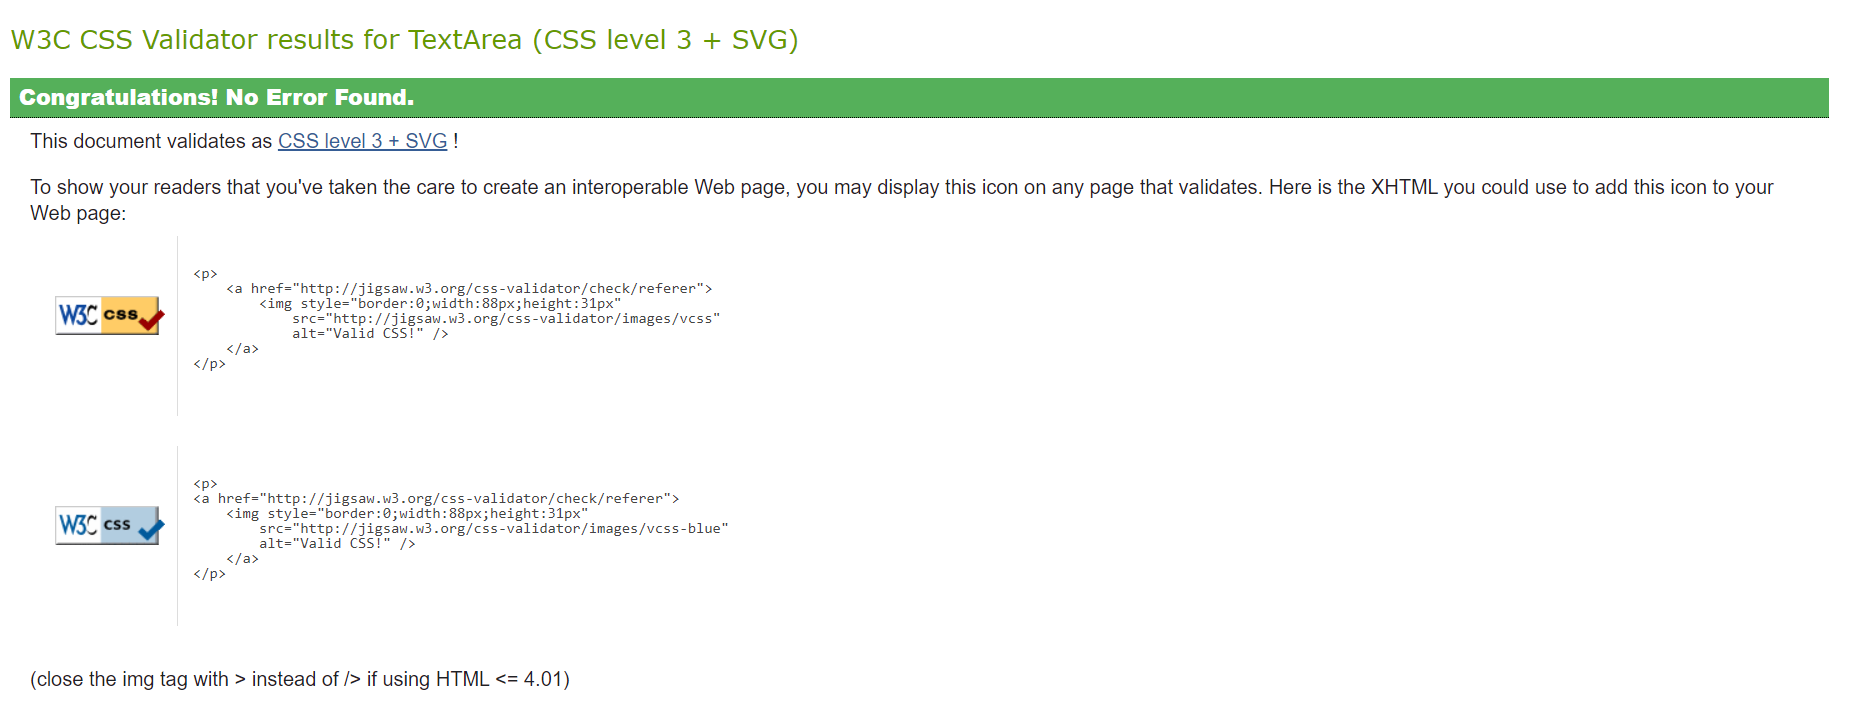 W3C CSS Validator results for TextArea (CSS level 3 + SVG)
Congratulations! No Error Found.
This document validates as CSS level 3 + SVG !
To show your readers that you've taken the care to create an interoperable Web page, you may display this icon on any page that validates. Here is the XHTML you could use to add this icon to your
Web page:
W3C css
<p>
    <a href="http://jigsaw.w3.org/css-validator/check/referer">
        <img style="border:0;width:88px;height:31px"
            src="http://jigsaw.w3.org/css-validator/images/vcss"
            alt="Valid CSS!" />
    </a>
</p>
W3C css
<p>
<a href="http://jigsaw.w3.org/css-validator/check/referer">
    <img style="border:0;width:88px;height:31px"
        src="http://jigsaw.w3.org/css-validator/images/vcss-blue"
        alt="Valid CSS!" />
    </a>
</p>
(close the img tag with > instead of /> if using HTML <= 4.01)